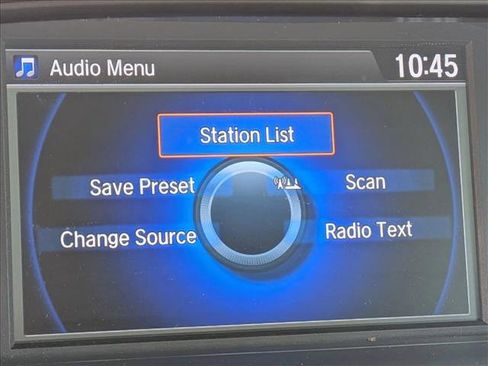 Audio Menu
10:45
Station List
Save Preset
Scan
Change Source
Radio Text